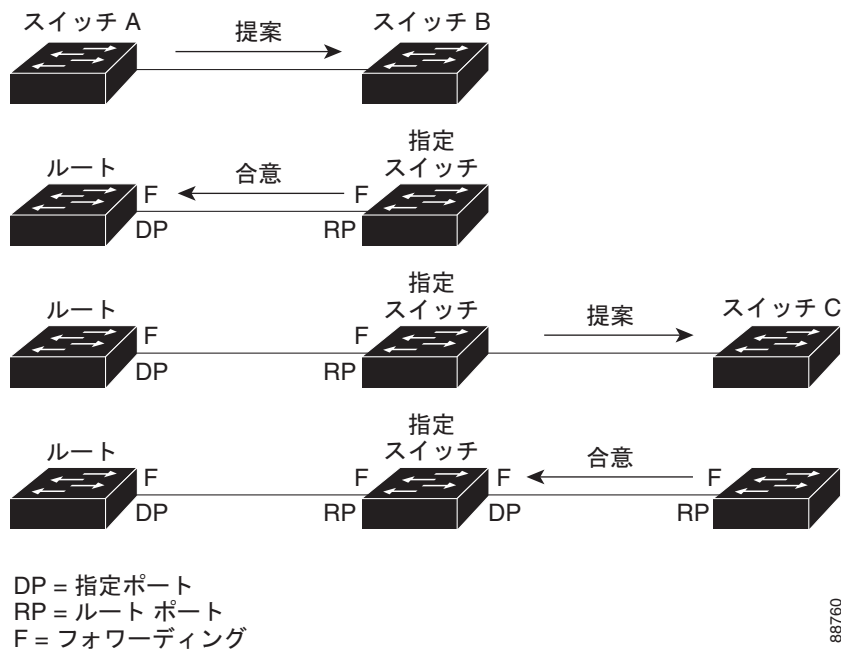 スイッチ A
提案
スイッチ B
ルート
F
合意
指定
スイッチ
F
DP
RP
ルート
F
指定
スイッチ
F
提案
スイッチ C
DP
RP
ルート
F
指定
スイッチ
F
F
合意
F
DP
RP
DP
RP
DP = 指定ポート
RP = ルート ポート
F = フォワーディング
88760